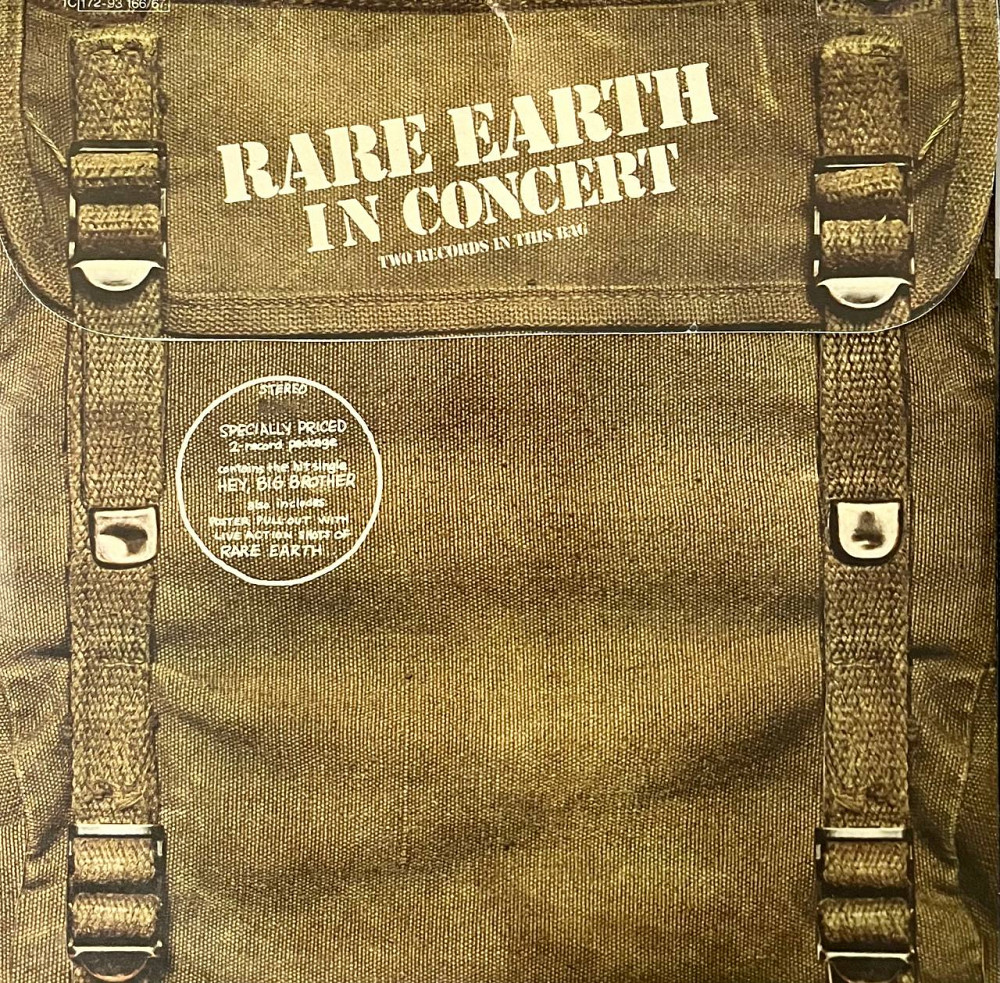 1C 172-93 166/67
RARE EARTH
IN CONCERT
TWO RECORDS IN THIS BAG
STEREO
SPECIALLY PRICED
2-record package
contains the hit single
HEY, BIG BROTHER
also includes
POSTER PULL OUT WITH
LIVE ACTION SHOTS OF
RARE EARTH